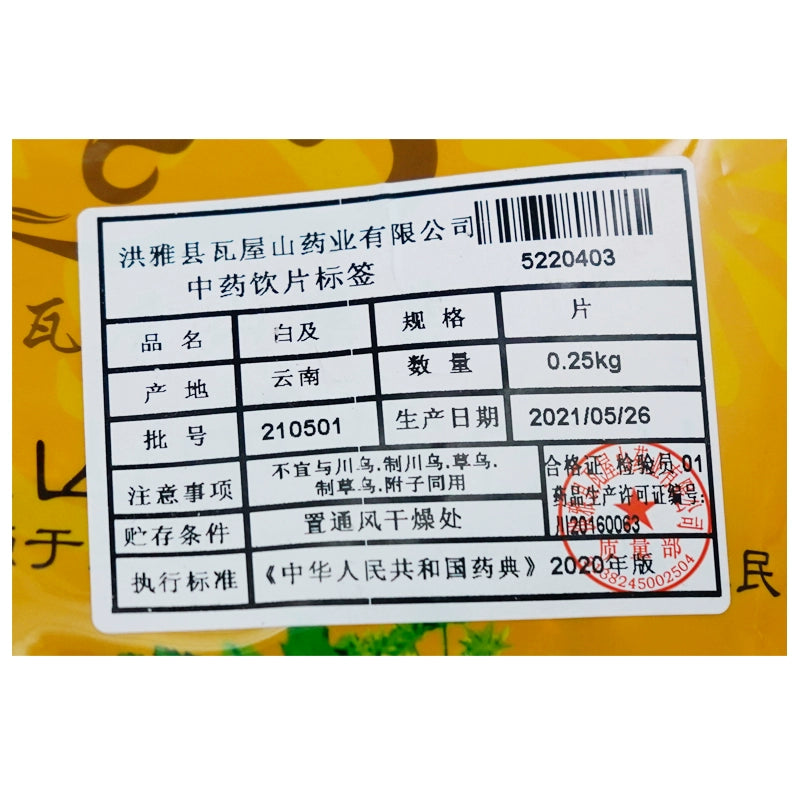 洪雅县瓦屋山药业有限公司
中药饮片标签
5220403
品名 白及 规格 片
产地 云南 数量 0.25kg
批号 210501 生产日期 2021/05/26
注意事项 不宜与川乌.制川乌.草乌.
制草乌.附子同用
合格证 检验员 01
药品生产许可证编号:
川20160063
贮存条件 置通风干燥处
执行标准 《中华人民共和国药典》2020年版
质量部
38245002504
瓦
于
民